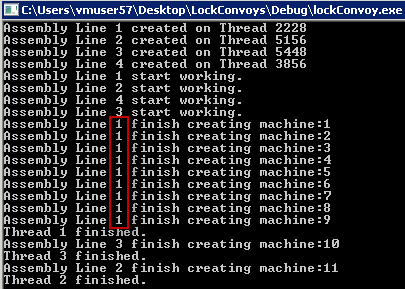 C:\Users\vmuser57\Desktop\LockConvoys\Debug\lockConvoy.exe
Assembly Line 1 created on Thread 2228
Assembly Line 2 created on Thread 5156
Assembly Line 3 created on Thread 5448
Assembly Line 4 created on Thread 3856
Assembly Line 1 start working.
Assembly Line 2 start working.
Assembly Line 4 start working.
Assembly Line 3 start working.
Assembly Line 1 finish creating machine:1
Assembly Line 1 finish creating machine:2
Assembly Line 1 finish creating machine:3
Assembly Line 1 finish creating machine:4
Assembly Line 1 finish creating machine:5
Assembly Line 1 finish creating machine:6
Assembly Line 1 finish creating machine:7
Assembly Line 1 finish creating machine:8
Assembly Line 1 finish creating machine:9
Thread 1 finished.
Assembly Line 3 finish creating machine:10
Thread 3 finished.
Assembly Line 2 finish creating machine:11
Thread 2 finished.